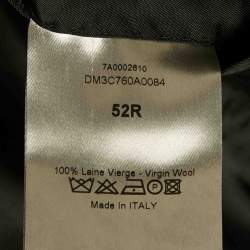 7A0002610
DM3C760A0084
52R
100% Laine Vierge - Virgin Wool
MADE IN ITALY